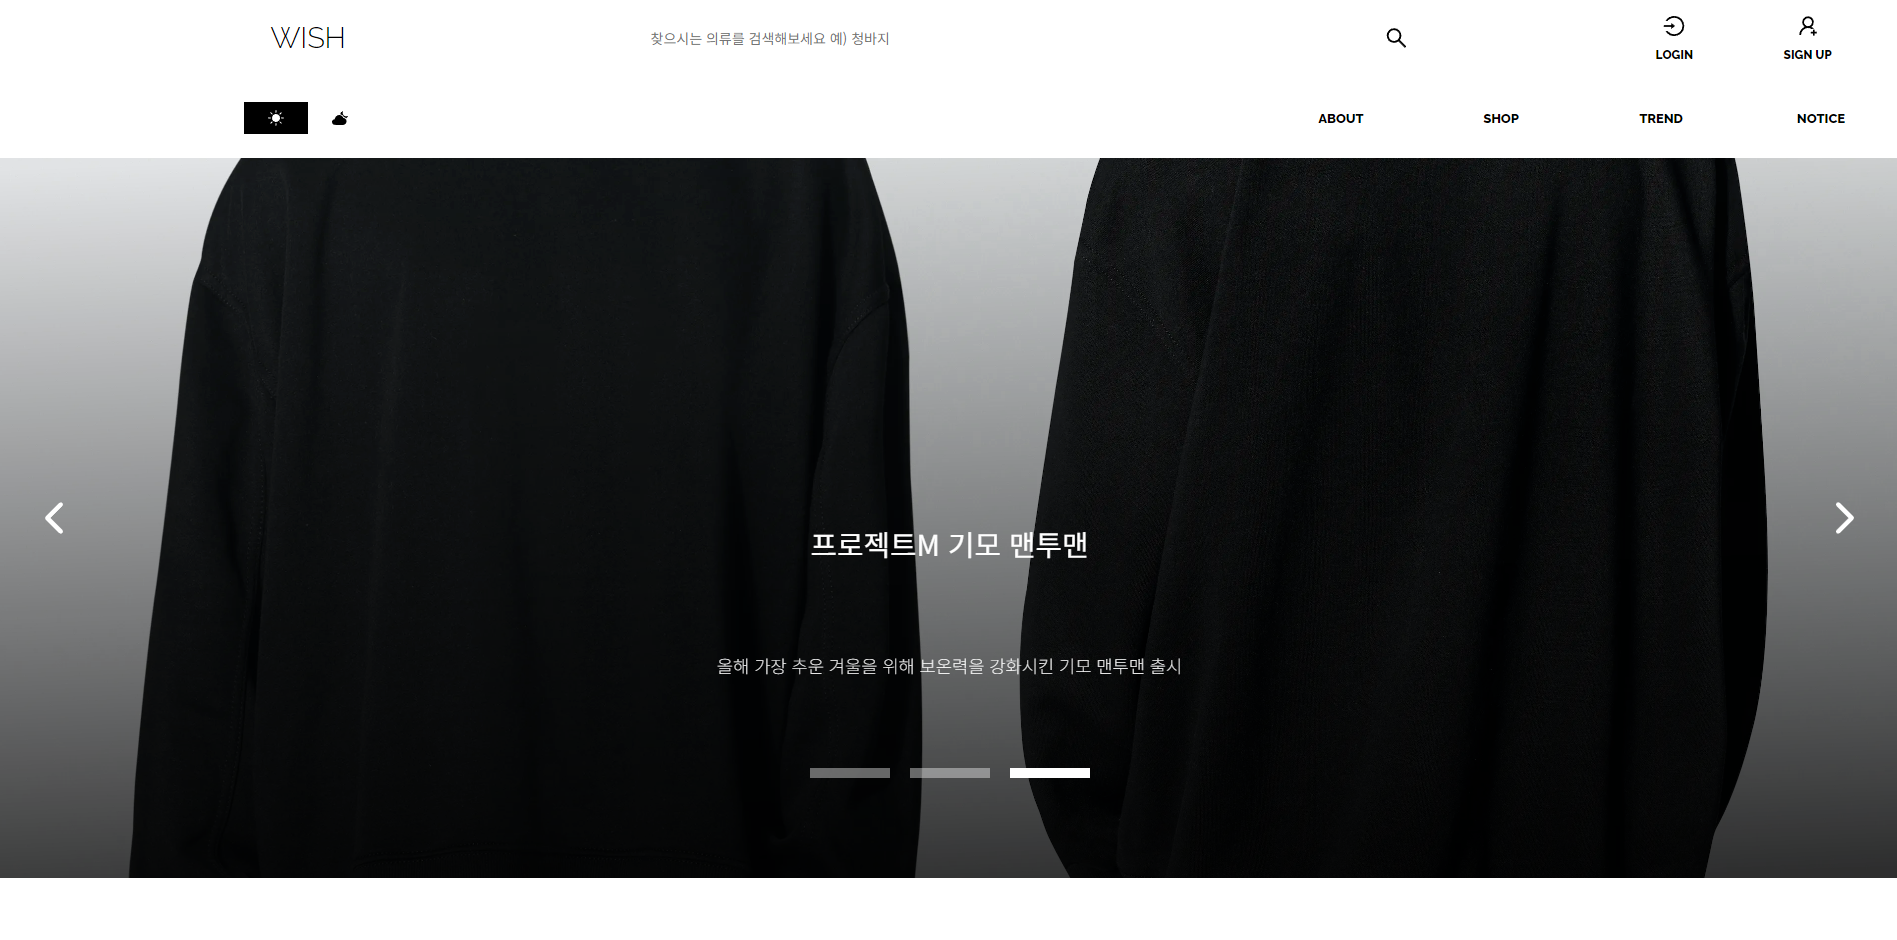 WISH
찾으시는 의류를 검색해보세요 예) 청바지
LOGIN
SIGN UP
ABOUT
SHOP
TREND
NOTICE
프로젝트M 기모 맨투맨
올해 가장 추운 겨울을 위해 보온력을 강화시킨 기모 맨투맨 출시